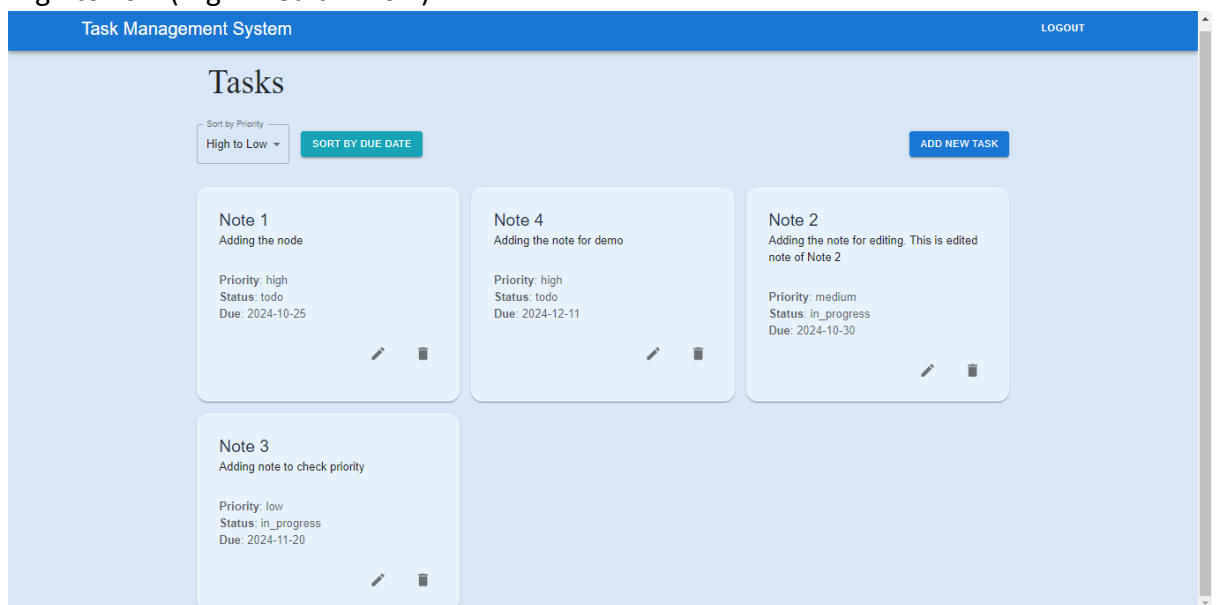 Task Management System
LOGOUT
Tasks
Sort by Priority
High to Low
SORT BY DUE DATE
ADD NEW TASK
Note 1
Adding the node
Priority: high
Status: todo
Due: 2024-10-25
Note 4
Adding the note for demo
Priority: high
Status: todo
Due: 2024-12-11
Note 2
Adding the note for editing. This is edited
note of Note 2
Priority: medium
Status: in_progress
Due: 2024-10-30
Note 3
Adding note to check priority
Priority: low
Status: in_progress
Due: 2024-11-20